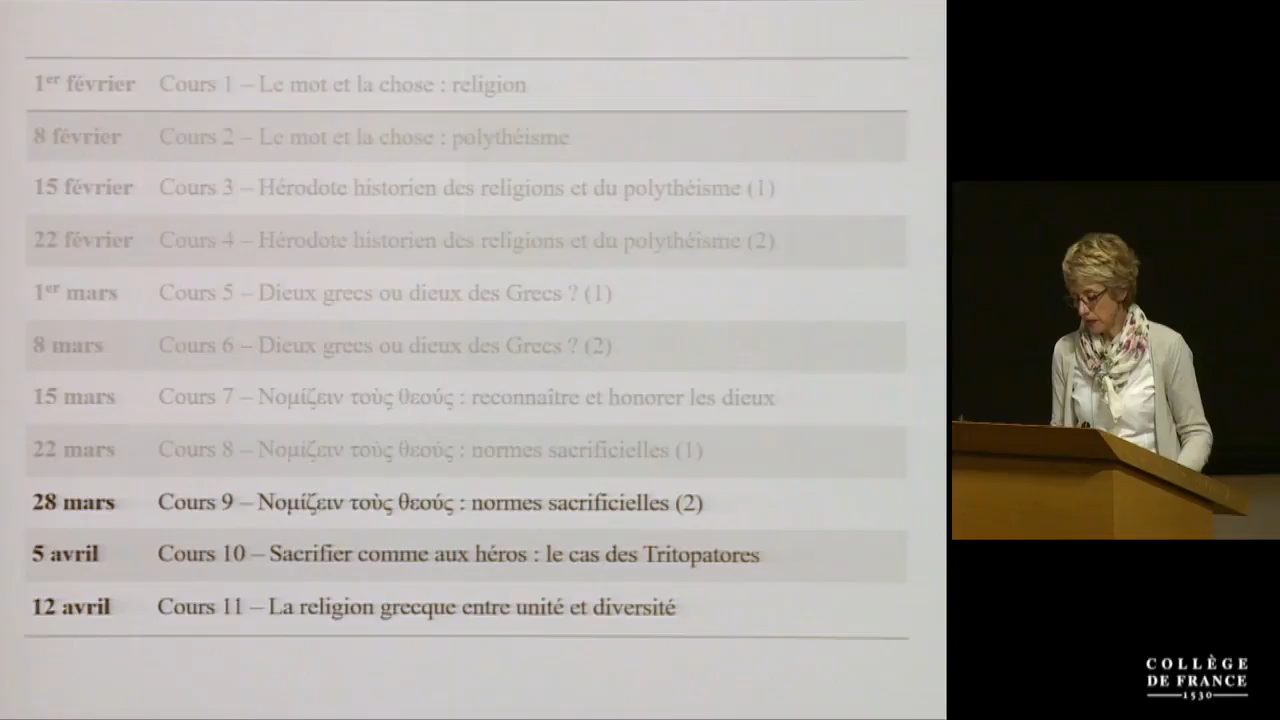 1er février Cours 1 – Le mot et la chose : religion
8 février Cours 2 – Le mot et la chose : polythéisme
15 février Cours 3 – Hérodote historien des religions et du polythéisme (1)
22 février Cours 4 – Hérodote historien des religions et du polythéisme (2)
1er mars Cours 5 – Dieux grecs ou dieux des Grecs ? (1)
8 mars Cours 6 – Dieux grecs ou dieux des Grecs ? (2)
15 mars Cours 7 – Νομίζειν τοὺς θεούς : reconnaître et honorer les dieux
22 mars Cours 8 – Νομίζειν τοὺς θεούς : normes sacrificielles (1)
28 mars Cours 9 – Νομίζειν τοὺς θεούς : normes sacrificielles (2)
5 avril Cours 10 – Sacrifier comme aux héros : le cas des Tritopatores
12 avril Cours 11 – La religion grecque entre unité et diversité
COLLÈGE
DE FRANCE
1530